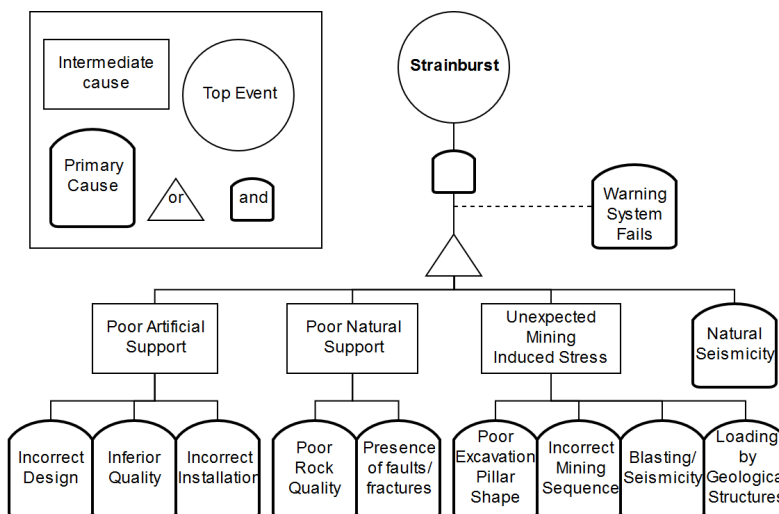 Intermediate
cause
Top Event
Primary
Cause
or
and
Strainburst
Warning
System
Fails
Poor Artificial
Support
Poor Natural
Support
Unexpected
Mining
Induced Stress
Natural
Seismicity
Incorrect
Design
Inferior
Quality
Incorrect
Installation
Poor
Rock
Quality
Presence
of faults/
fractures
Poor
Excavation
Pillar
Shape
Incorrect
Mining
Sequence
Blasting/
Seismicity
Loading
by
Geological
Structures